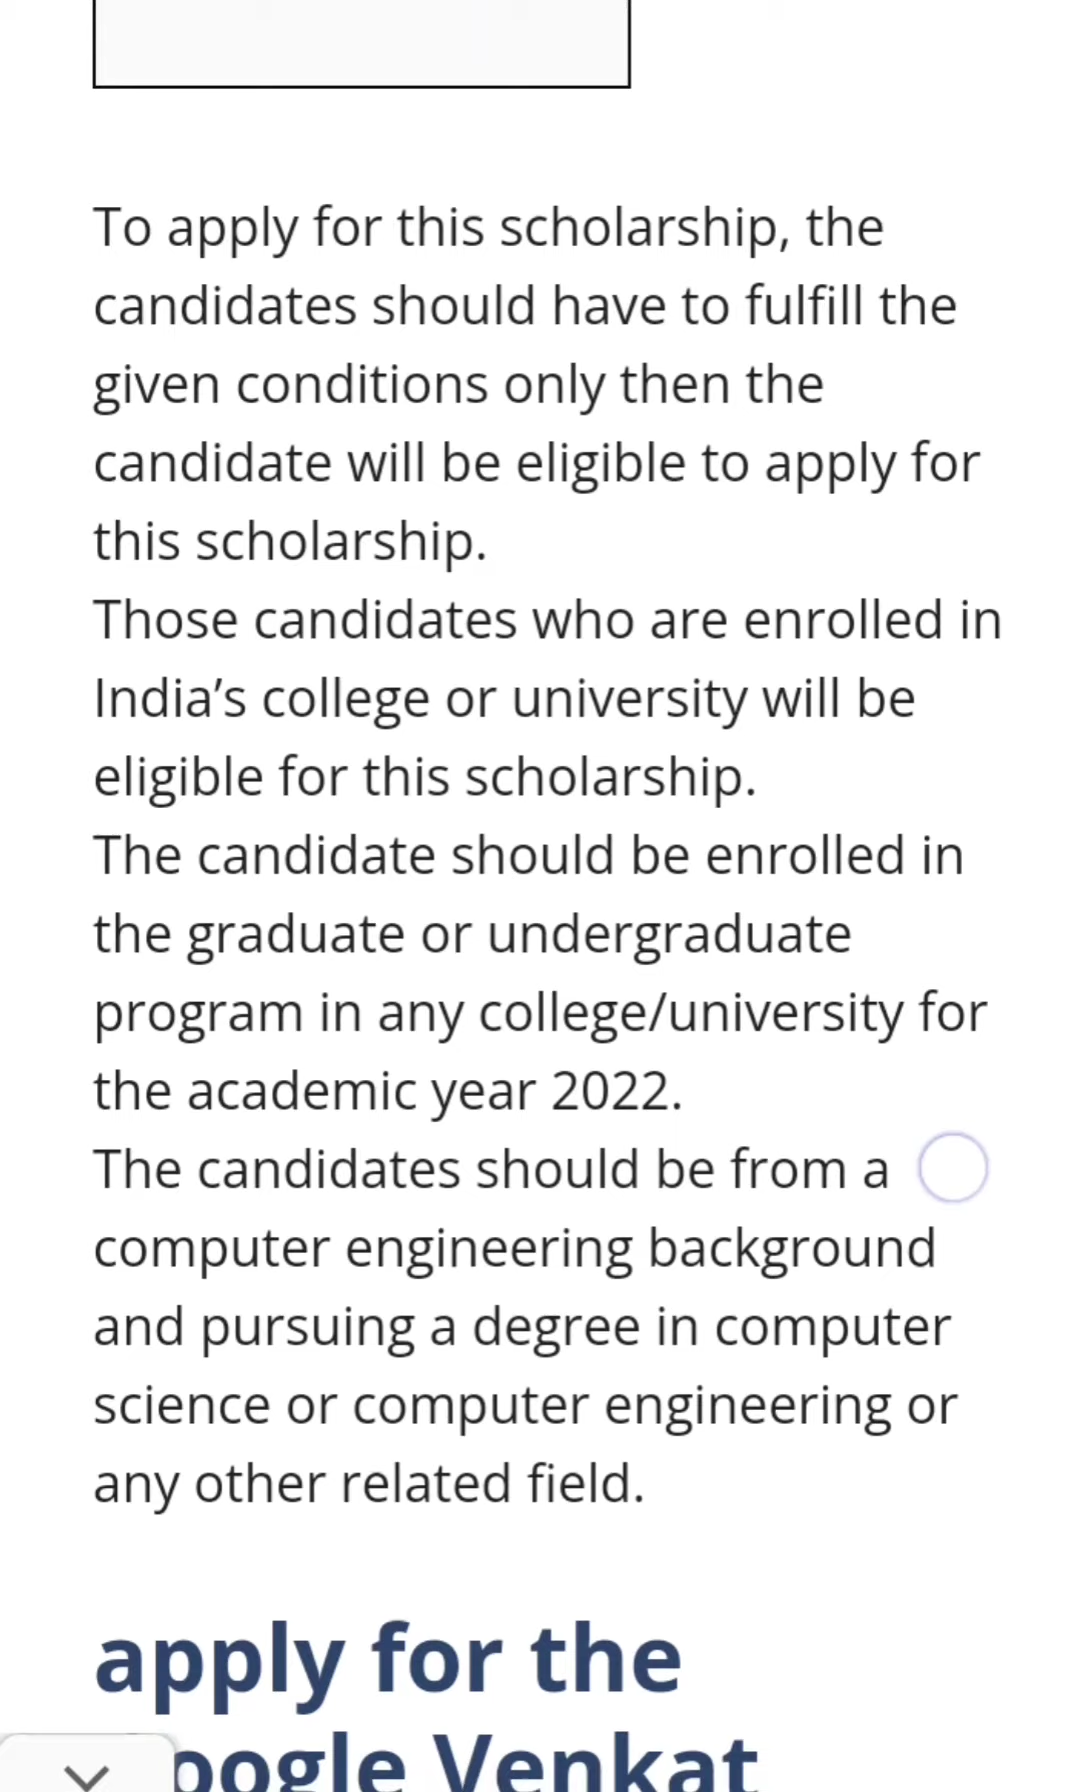 To apply for this scholarship, the
candidates should have to fulfill the
given conditions only then the
candidate will be eligible to apply for
this scholarship.
Those candidates who are enrolled in
India’s college or university will be
eligible for this scholarship.
The candidate should be enrolled in
the graduate or undergraduate
program in any college/university for
the academic year 2022.
The candidates should be from a
computer engineering background
and pursuing a degree in computer
science or computer engineering or
any other related field.
apply for the
oogle Venkat